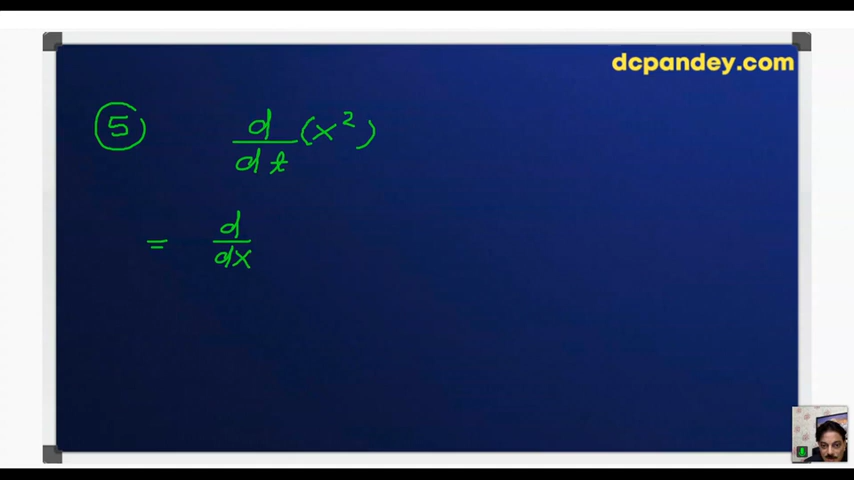 dcpandey.com
⑤ d/dt (x²)
= d/dx